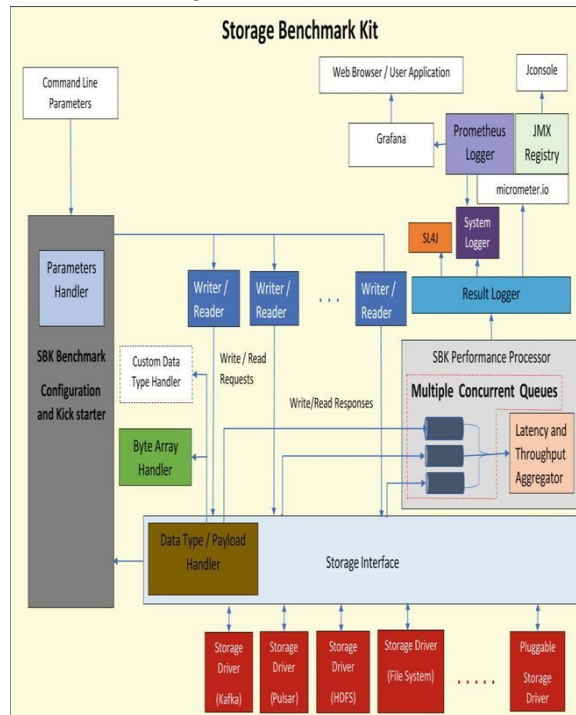 Storage Benchmark Kit
Command Line
Parameters
Web Browser / User Application
Jconsole
Grafana
Prometheus
Logger
JMX
Registry
micrometer.io
SL4J
System
Logger
Result Logger
Parameters
Handler
SBK Benchmark
Configuration
and Kick starter
Writer /
Reader
Writer /
Reader
. . .
Writer /
Reader
Write / Read
Requests
Write/Read Responses
Custom Data
Type Handler
Byte Array
Handler
SBK Performance Processor
Multiple Concurrent Queues
Latency and
Throughput
Aggregator
Data Type / Payload
Handler
Storage Interface
Storage
Driver
(Kafka)
Storage
Driver
(Pulsar)
Storage
Driver
(HDFS)
Storage Driver
(File System)
. . . . .
Pluggable
Storage
Driver